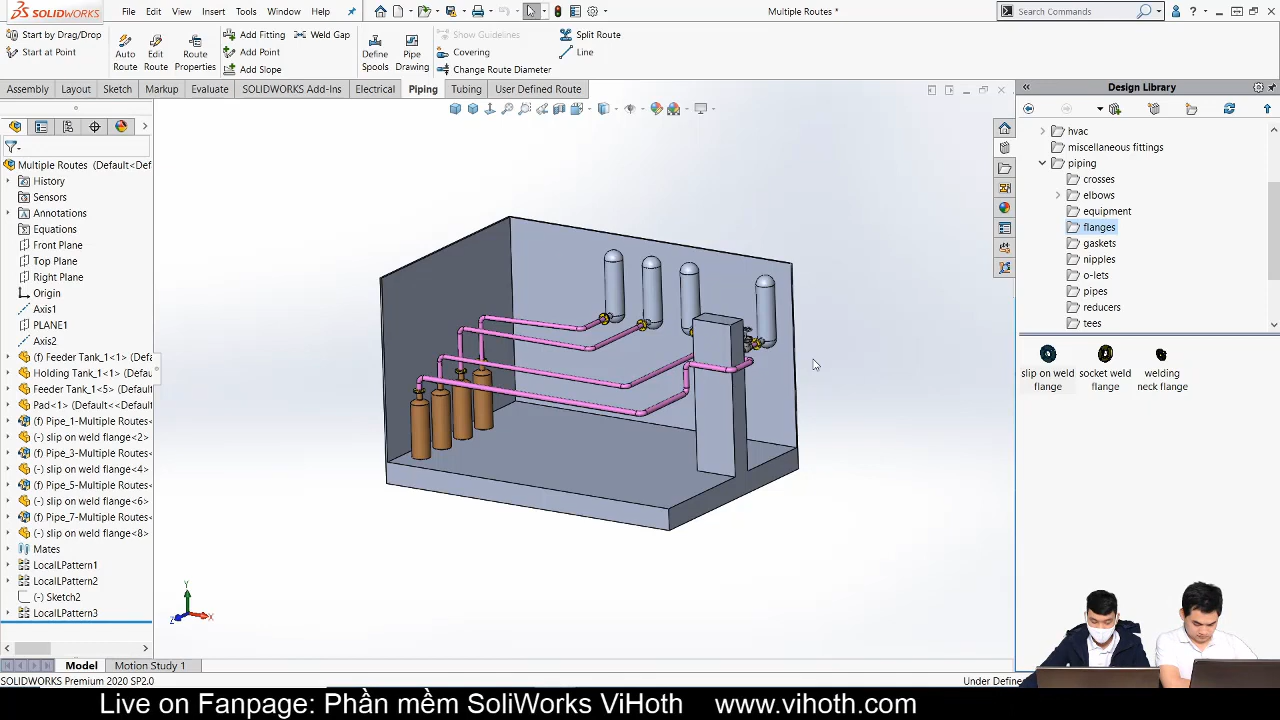 SOLIDWORKS File Edit View Insert Tools Window Multiple Routes * Search Commands
Start by Drag/Drop
Start at Point
Auto Route
Edit Route
Route Properties
Add Fitting
Weld Gap
Add Point
Add Slope
Define Spools
Pipe Drawing
Show Guidelines
Split Route
Covering
Line
Change Route Diameter
Assembly Layout Sketch Markup Evaluate SOLIDWORKS Add-Ins Electrical Piping Tubing User Defined Route
Multiple Routes (Default<Def
History
Sensors
Annotations
Equations
Front Plane
Top Plane
Right Plane
Origin
Axis1
PLANE1
Axis2
(f) Feeder Tank_1<1> (Defa
Holding Tank_1<1> (Defaul
Feeder Tank_1<5> (Default
Pad<1> (Default<<Default>
(f) Pipe_1-Multiple Routes<
(-) slip on weld flange<2>
(f) Pipe_3-Multiple Routes<
(-) slip on weld flange<4>
(f) Pipe_5-Multiple Routes<
(-) slip on weld flange<6>
(f) Pipe_7-Multiple Routes<
(-) slip on weld flange<8>
Mates
LocalLPattern1
LocalLPattern2
(-) Sketch2
LocalLPattern3
Y
Z
X
Design Library
hvac
miscellaneous fittings
piping
crosses
elbows
equipment
flanges
gaskets
nipples
o-lets
pipes
reducers
tees
slip on weld flange
socket weld flange
welding neck flange
Model Motion Study 1
SOLIDWORKS Premium 2020 SP2.0
Under Define
Live on Fanpage: Phần mềm SoliWorks ViHoth www.vihoth.com